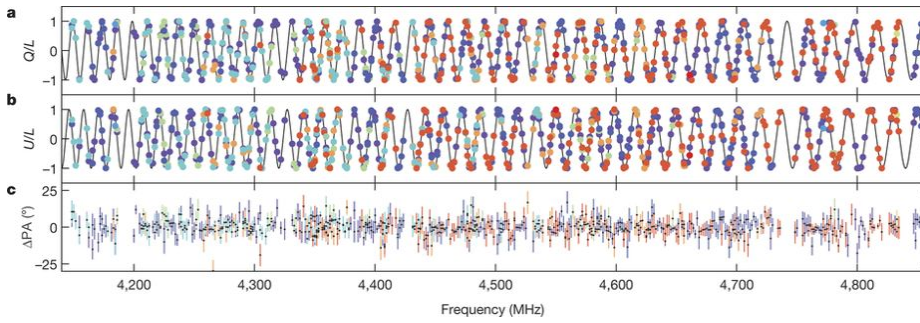 a
1
0
−1
Q/L
b
1
0
−1
U/L
c
25
0
−25
ΔPA (°)
4,200 4,300 4,400 4,500 4,600 4,700 4,800
Frequency (MHz)